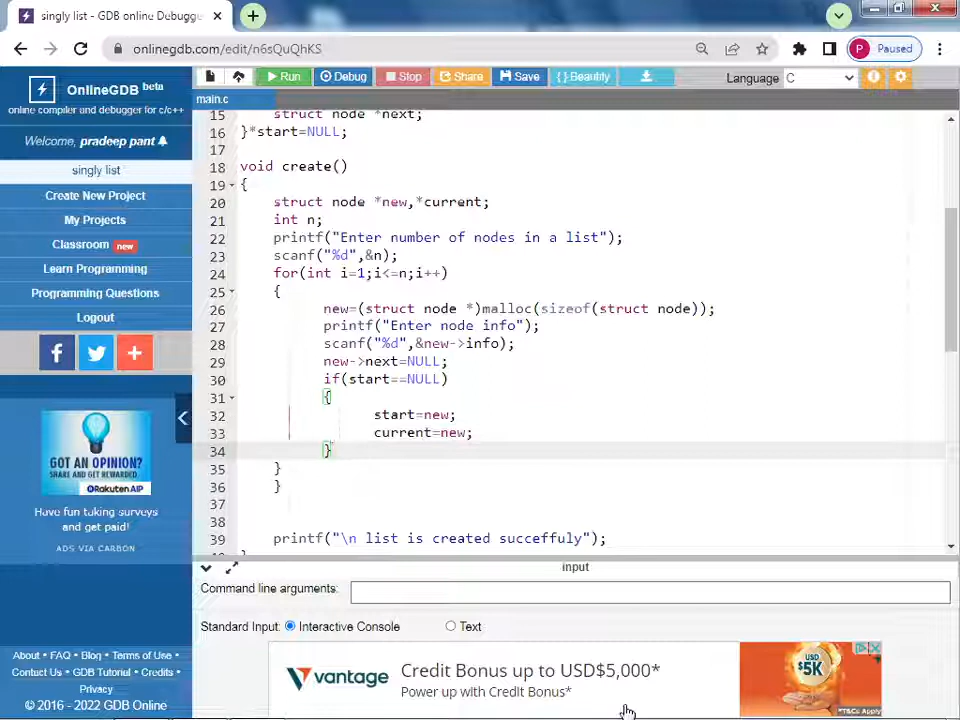 singly list - GDB online Debugge
onlinegdb.com/edit/n6sQuQhKS
P Paused
OnlineGDB beta
online compiler and debugger for c/c++
Welcome, pradeep pant
singly list
Create New Project
My Projects
Classroom new
Learn Programming
Programming Questions
Logout
GOT AN OPINION?
SHARE AND GET REWARDED.
Rakuten AIP
Have fun taking surveys
and get paid!
ADS VIA CARBON
About • FAQ • Blog • Terms of Use •
Contact Us • GDB Tutorial • Credits •
Privacy
© 2016 - 2022 GDB Online
Run Debug Stop Share Save { } Beautify
Language C
main.c
15 struct node *next;
16 }*start=NULL;
17
18 void create()
19 {
20 struct node *new,*current;
21 int n;
22 printf("Enter number of nodes in a list");
23 scanf("%d",&n);
24 for(int i=1;i<=n;i++)
25 {
26 new=(struct node *)malloc(sizeof(struct node));
27 printf("Enter node info");
28 scanf("%d",&new->info);
29 new->next=NULL;
30 if(start==NULL)
31 {
32 start=new;
33 current=new;
34 }
35 }
36 }
37
38
39 printf("\n list is created succeffuly");
input
Command line arguments:
Standard Input: Interactive Console Text
vantage
Credit Bonus up to USD$5,000*
Power up with Credit Bonus*
USD
$5K
*T&Cs Apply